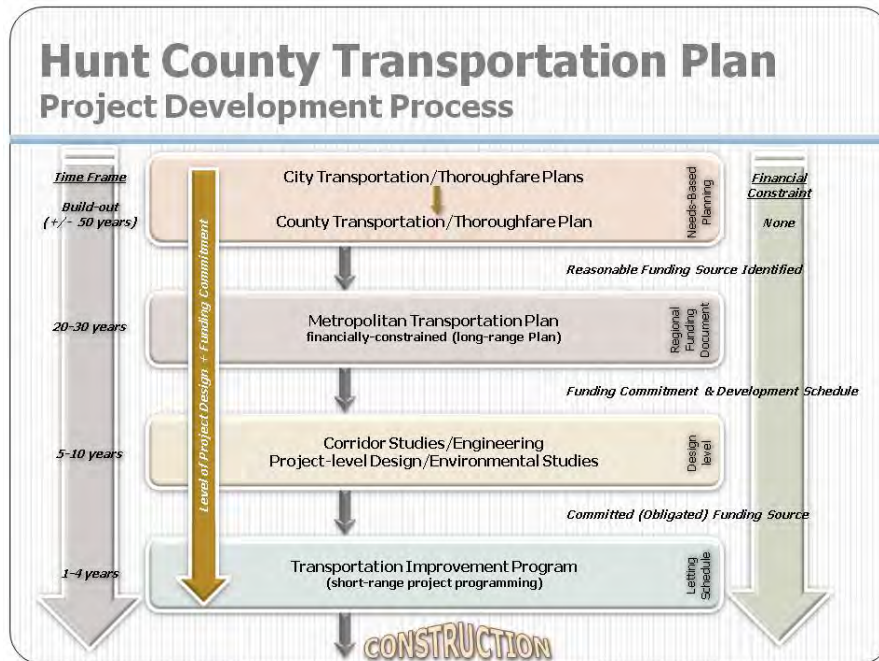 Hunt County Transportation Plan
Project Development Process
Time Frame
Build-out
(+/- 50 years)
City Transportation/Thoroughfare Plans
County Transportation/Thoroughfare Plan
Needs-Based
Planning
Financial
Constraint
None
Level of Project Design + Funding Commitment
Reasonable Funding Source Identified
20-30 years
Metropolitan Transportation Plan
financially-constrained (long-range Plan)
Regional
Funding
Document
Funding Commitment & Development Schedule
5-10 years
Corridor Studies/Engineering
Project-level Design/Environmental Studies
Design
level
Committed (Obligated) Funding Source
1-4 years
Transportation Improvement Program
(short-range project programming)
Letting
Schedule
CONSTRUCTION